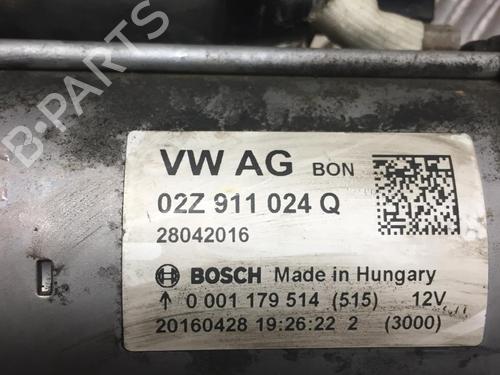 B-PARTS
VW AG BON
02Z 911 024 Q
28042016
BOSCH Made in Hungary
↑ 0 001 179 514 (515) 12V
20160428 19:26:22 2 (3000)